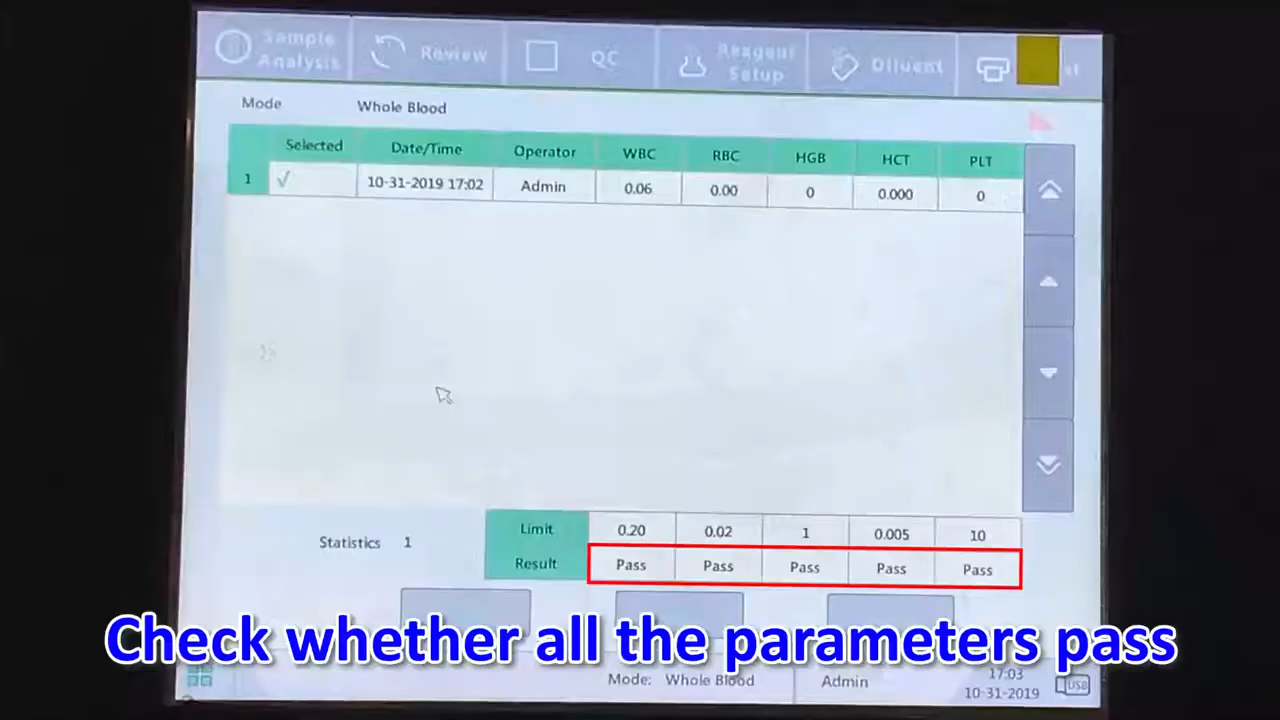 Sample Analysis
Review
QC
Reagent Setup
Diluent
Mode Whole Blood
Selected Date/Time Operator WBC RBC HGB HCT PLT
1 √ 10-31-2019 17:02 Admin 0.06 0.00 0 0.000 0
Limit 0.20 0.02 1 0.005 10
Statistics 1
Result Pass Pass Pass Pass Pass
Check whether all the parameters pass
Mode: Whole Blood Admin
17:03
10-31-2019
USB